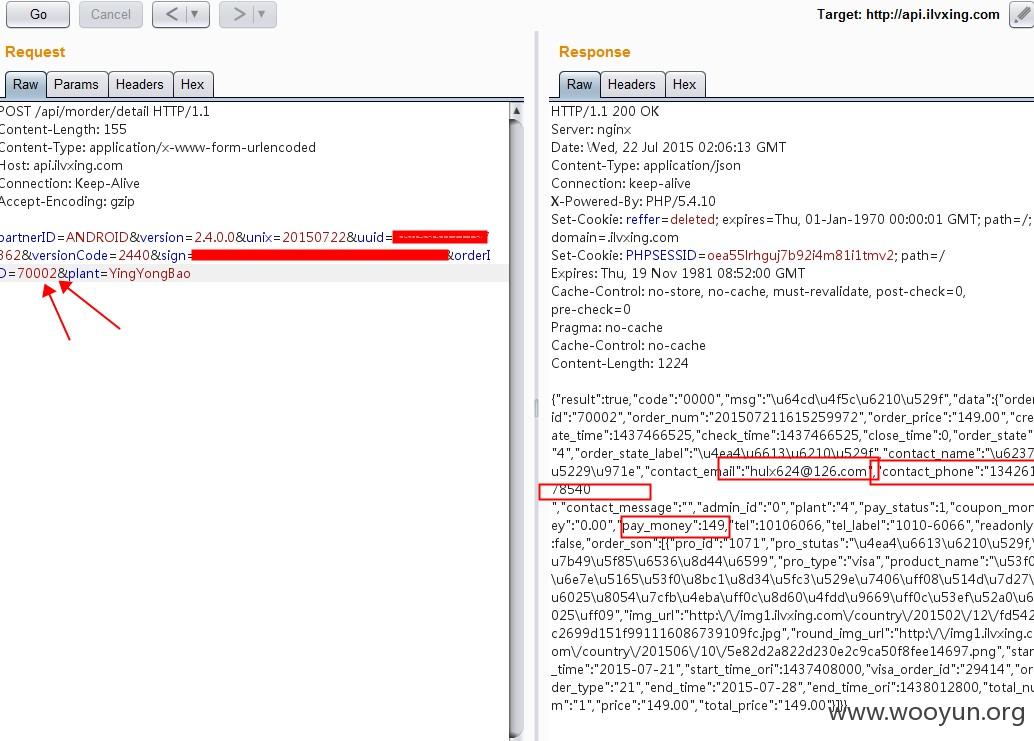 Go
Cancel
<
>
Target: http://api.ilvxing.com
Request
Raw Params Headers Hex
POST /api/morder/detail HTTP/1.1
Content-Length: 155
Content-Type: application/x-www-form-urlencoded
Host: api.ilvxing.com
Connection: Keep-Alive
Accept-Encoding: gzip
partnerID=ANDROID&version=2.4.0.0&unix=20150722&uuid=
862&versionCode=2440&sign= &orderI
D=70002&plant=YingYongBao
Response
Raw Headers Hex
HTTP/1.1 200 OK
Server: nginx
Date: Wed, 22 Jul 2015 02:06:13 GMT
Content-Type: application/json
Connection: keep-alive
X-Powered-By: PHP/5.4.10
Set-Cookie: reffer=deleted; expires=Thu, 01-Jan-1970 00:00:01 GMT; path=/;
domain=.ilvxing.com
Set-Cookie: PHPSESSID=oea55lrhguj7b92i4m81i1tmv2; path=/
Expires: Thu, 19 Nov 1981 08:52:00 GMT
Cache-Control: no-store, no-cache, must-revalidate, post-check=0,
pre-check=0
Pragma: no-cache
Cache-Control: no-cache
Content-Length: 1224
{"result":true,"code":"0000","msg":"\u64cd\u4f5c\u6210\u529f","data":{"order
id":"70002","order_num":"201507211615259972","order_price":"149.00","cre
ate_time":1437466525,"check_time":1437466525,"close_time":0,"order_state"
"4","order_state_label":"\u4ea4\u6613\u6210\u529f","contact_name":"\u6237
u5229\u971e","contact_email":"hulx624@126.com","contact_phone":"134261
78540
","contact_message":"","admin_id":"0","plant":"4","pay_status":1,"coupon_mon
ey":"0.00","pay_money":149,"tel":10106066,"tel_label":"1010-6066","readonly
:false,"order_son":[{"pro_id":"1071","pro_stutas":"\u4ea4\u6613\u6210\u529f,
u7b49\u5f85\u6536\u8d44\u6599","pro_type":"visa","product_name":"\u53f0
\u6e7e\u5165\u53f0\u8bc1\u8d34\u5fc3\u529e\u7406\uff08\u514d\u7d27\
u6025\u8054\u7cfb\u4eba\uff0c\u8d60\u4fdd\u9669\uff0c\u53ef\u52a0\u6
025\uff09","img_url":"http:\/\/img1.ilvxing.com\/country\/201502\/12\/fd542
c2699d151f991116086739109fc.jpg","round_img_url":"http:\/\/img1.ilvxing.c
om\/country\/201506\/10\/5e82d2a822d230e2c9ca50f8fee14697.png","star
_time":"2015-07-21","start_time_ori":1437408000,"visa_order_id":"29414","or
der_type":"21","end_time":"2015-07-28","end_time_ori":1438012800,"total_nu
m":"1","price":"149.00","total_price":"149.00"}]}}
www.wooyun.org